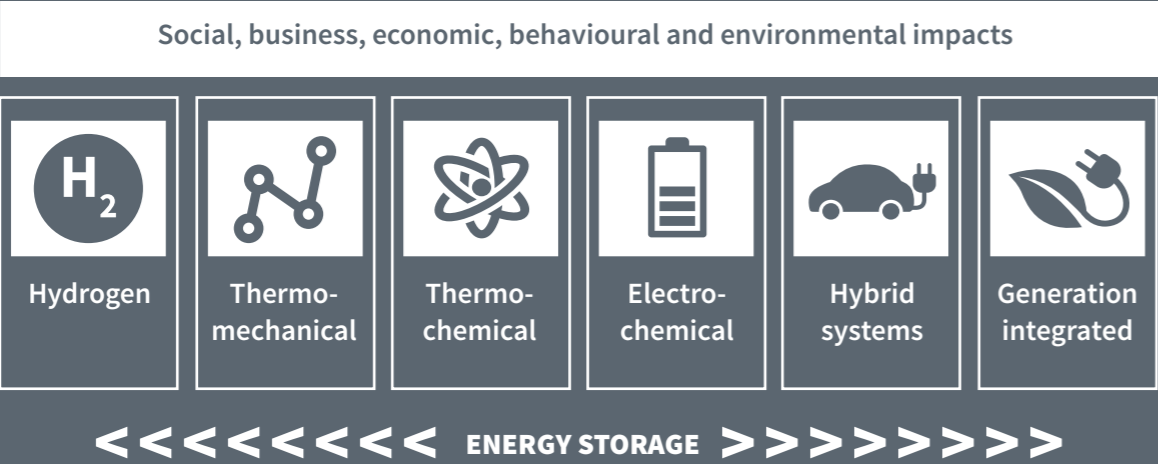 Social, business, economic, behavioural and environmental impacts
H2
Hydrogen
Thermo-
mechanical
Thermo-
chemical
Electro-
chemical
Hybrid
systems
Generation
integrated
< < < < < < < < ENERGY STORAGE > > > > > > > >